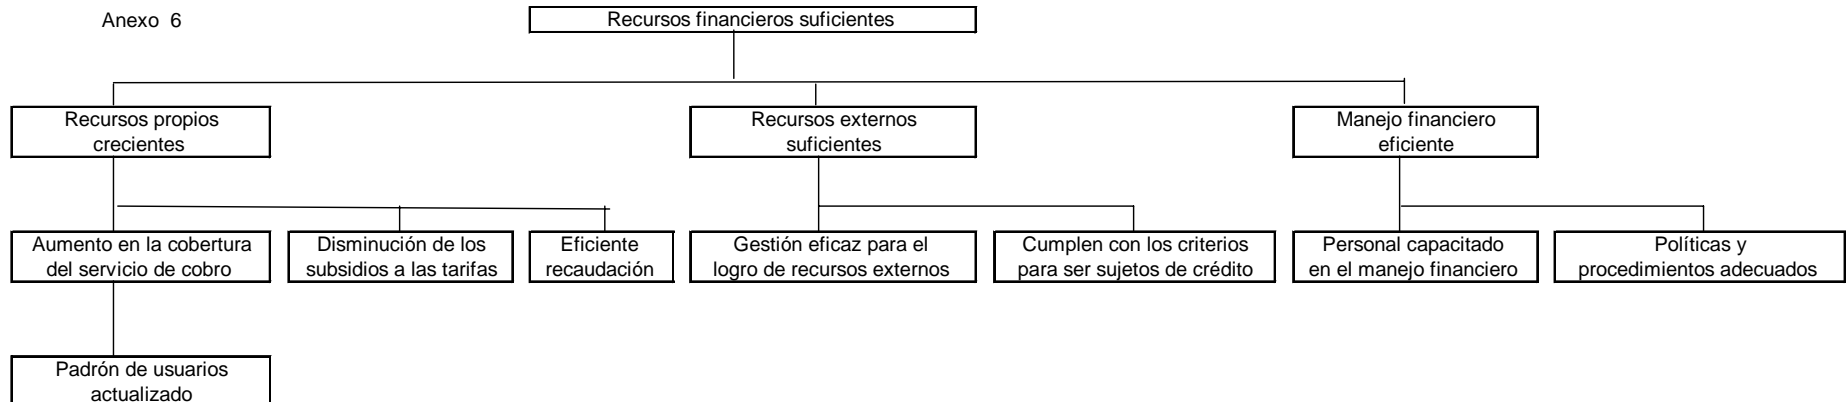 Anexo 6
Recursos financieros suficientes
Recursos propios
crecientes
Recursos externos
suficientes
Manejo financiero
eficiente
Aumento en la cobertura
del servicio de cobro
Disminución de los
subsidios a las tarifas
Eficiente
recaudación
Gestión eficaz para el
logro de recursos externos
Cumplen con los criterios
para ser sujetos de crédito
Personal capacitado
en el manejo financiero
Políticas y
procedimientos adecuados
Padrón de usuarios
actualizado